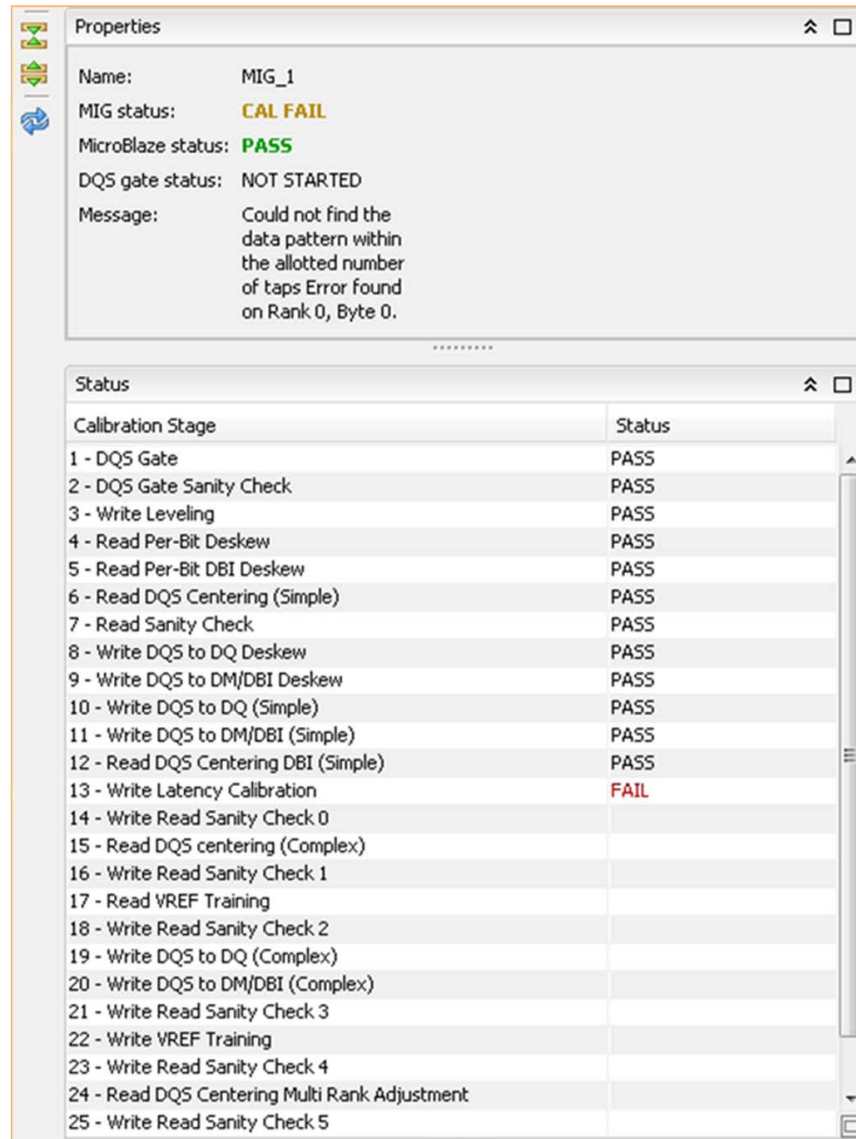 Properties
Name: MIG_1
MIG status: CAL FAIL
MicroBlaze status: PASS
DQS gate status: NOT STARTED
Message: Could not find the
data pattern within
the allotted number
of taps Error found
on Rank 0, Byte 0.
Status
Calibration Stage Status
1 - DQS Gate PASS
2 - DQS Gate Sanity Check PASS
3 - Write Leveling PASS
4 - Read Per-Bit Deskew PASS
5 - Read Per-Bit DBI Deskew PASS
6 - Read DQS Centering (Simple) PASS
7 - Read Sanity Check PASS
8 - Write DQS to DQ Deskew PASS
9 - Write DQS to DM/DBI Deskew PASS
10 - Write DQS to DQ (Simple) PASS
11 - Write DQS to DM/DBI (Simple) PASS
12 - Read DQS Centering DBI (Simple) PASS
13 - Write Latency Calibration FAIL
14 - Write Read Sanity Check 0
15 - Read DQS centering (Complex)
16 - Write Read Sanity Check 1
17 - Read VREF Training
18 - Write Read Sanity Check 2
19 - Write DQS to DQ (Complex)
20 - Write DQS to DM/DBI (Complex)
21 - Write Read Sanity Check 3
22 - Write VREF Training
23 - Write Read Sanity Check 4
24 - Read DQS Centering Multi Rank Adjustment
25 - Write Read Sanity Check 5